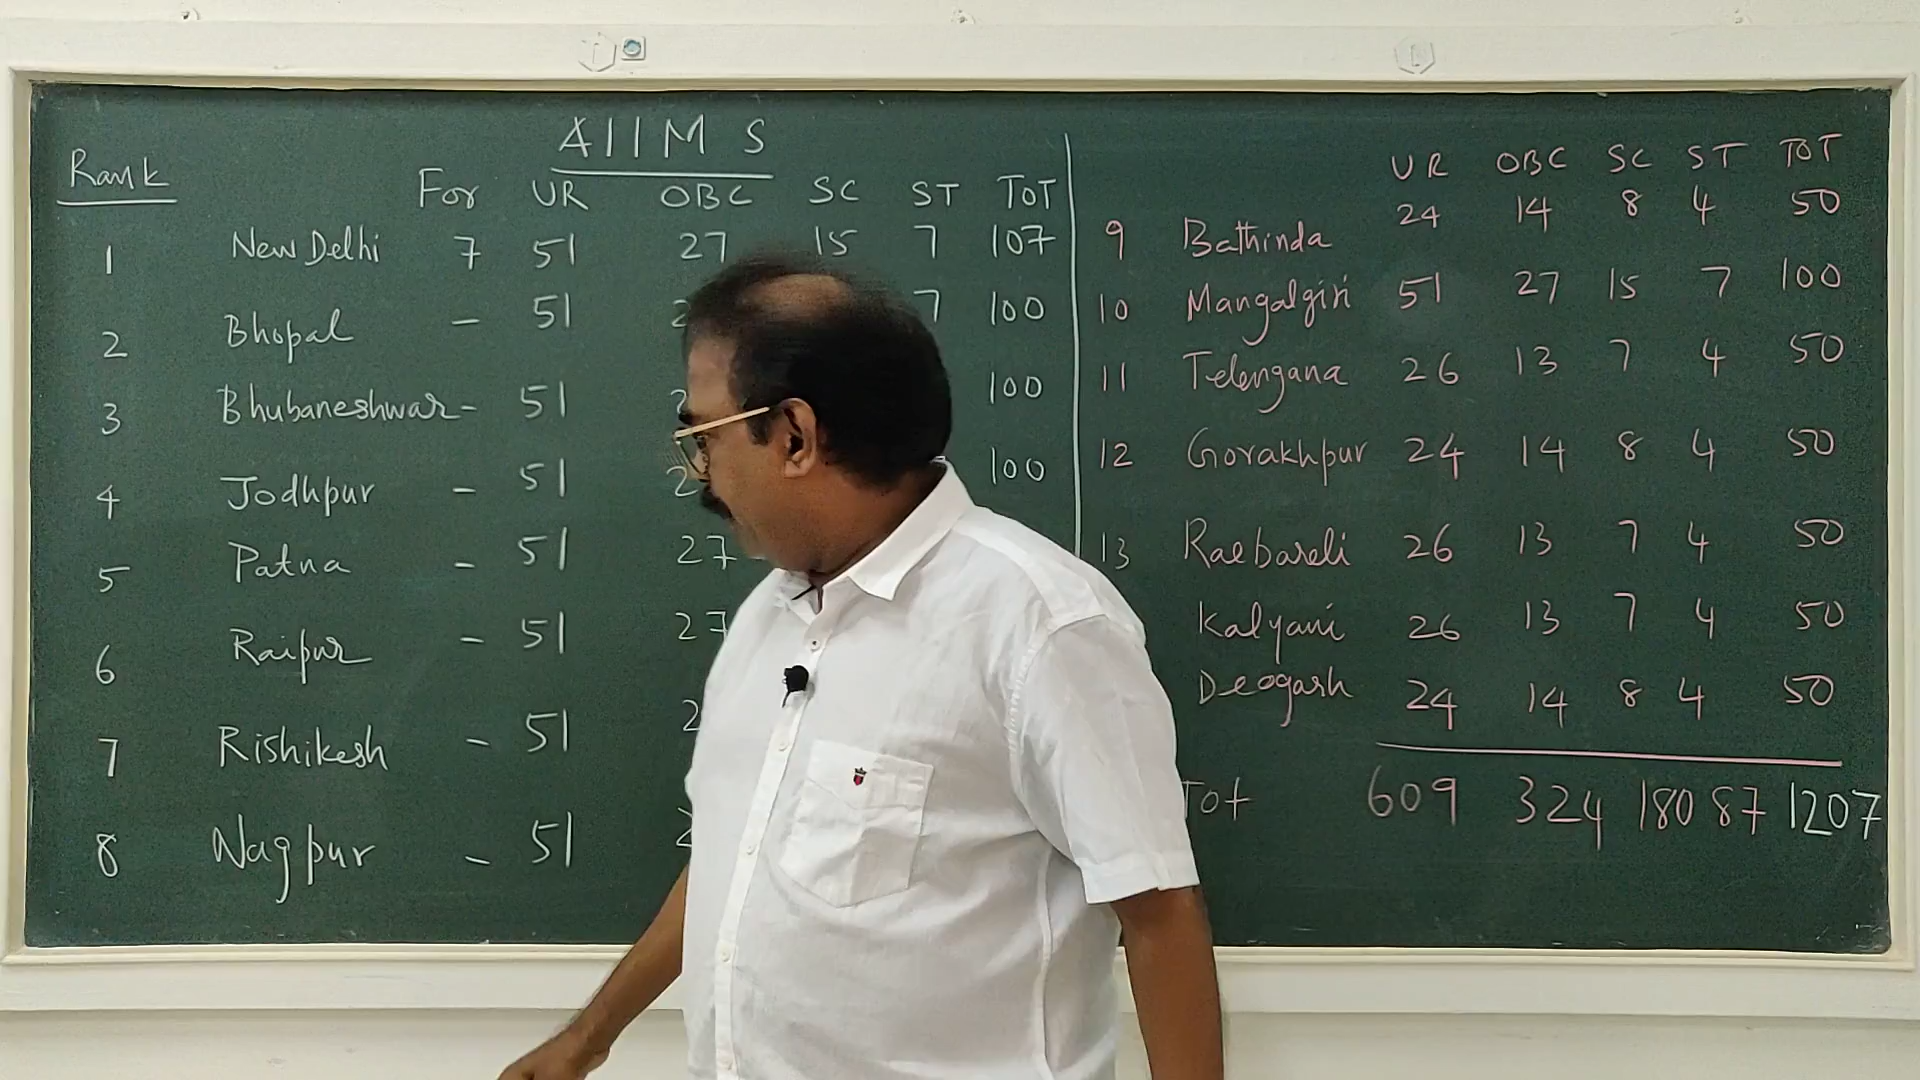 AIIMS
Rank For UR OBC SC ST TOT
1 New Delhi 7 51 27 15 7 107
2 Bhopal - 51 7 100
3 Bhubaneshwar - 51 100
4 Jodhpur - 51 100
5 Patna - 51 27
6 Raipur - 51 27
7 Rishikesh - 51
8 Nagpur - 51
UR OBC SC ST TOT
9 Bathinda 24 14 8 4 50
10 Mangalgiri 51 27 15 7 100
11 Telengana 26 13 7 4 50
12 Gorakhpur 24 14 8 4 50
13 Raebareli 26 13 7 4 50
Kalyani 26 13 7 4 50
Deogarh 24 14 8 4 50
Tot 609 324 180 87 1207